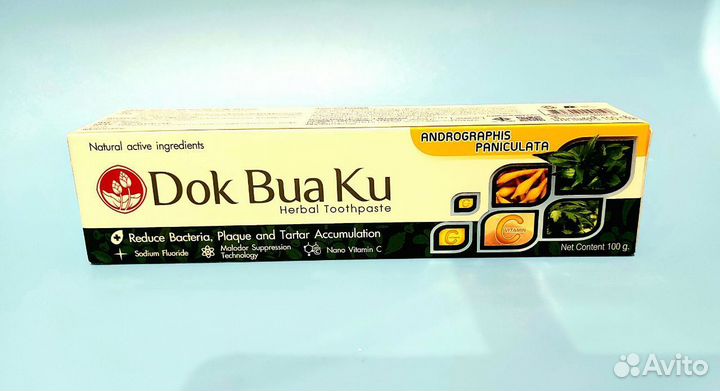 ANDROGRAPHIS
PANICULATA
Natural active ingredients
Dok Bua Ku
Herbal Toothpaste
Reduce Bacteria, Plaque and Tartar Accumulation
Sodium Fluoride
Malodor Suppression
Technology
Nano Vitamin C
C
C
C
VITAMIN
Net Content 100 g.
Avito